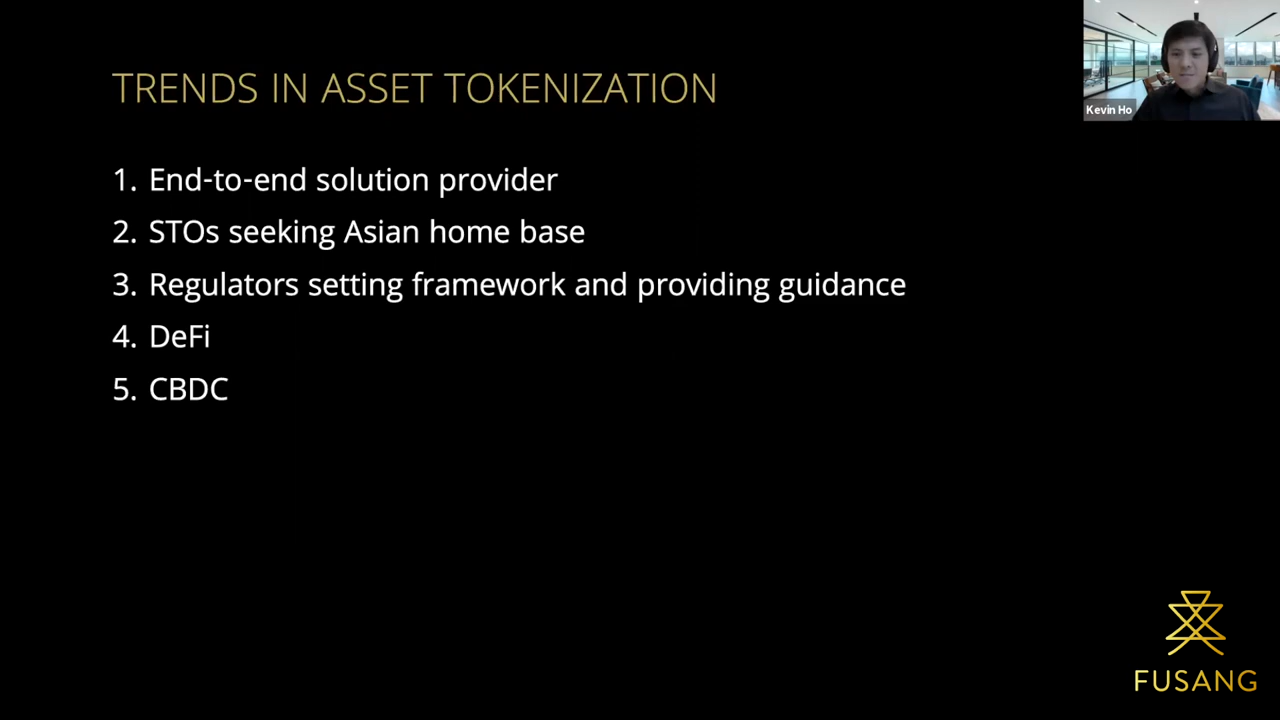 TRENDS IN ASSET TOKENIZATION
1. End-to-end solution provider
2. STOs seeking Asian home base
3. Regulators setting framework and providing guidance
4. DeFi
5. CBDC
Kevin Ho
FUSANG